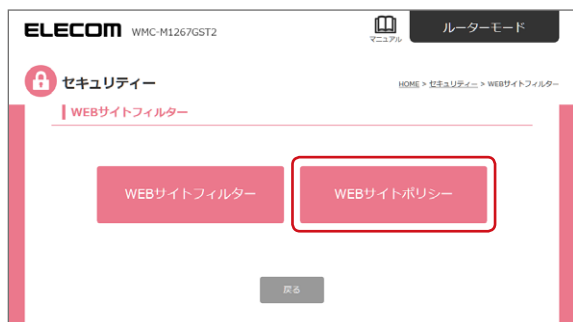 ELECOM WMC-M1267GST2
マニュアル
ルーターモード
セキュリティー
HOME > セキュリティー > WEBサイトフィルター
WEBサイトフィルター
WEBサイトフィルター
WEBサイトポリシー
戻る